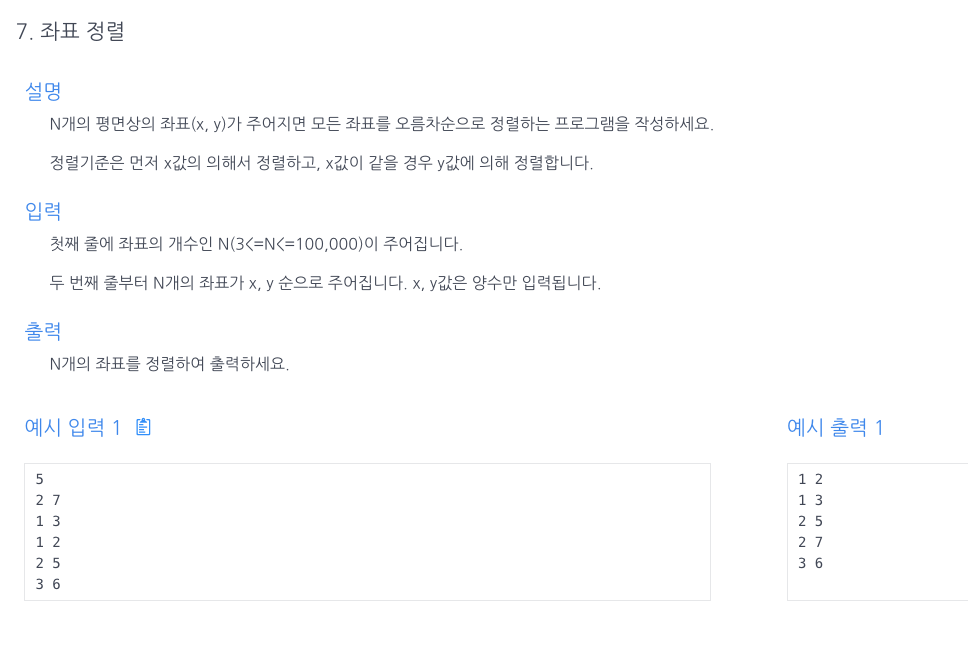 7. 좌표 정렬
설명
N개의 평면상의 좌표(x, y)가 주어지면 모든 좌표를 오름차순으로 정렬하는 프로그램을 작성하세요.
정렬기준은 먼저 x값의 의해서 정렬하고, x값이 같을 경우 y값에 의해 정렬합니다.
입력
첫째 줄에 좌표의 개수인 N(3<=N<=100,000)이 주어집니다.
두 번째 줄부터 N개의 좌표가 x, y 순으로 주어집니다. x, y값은 양수만 입력됩니다.
출력
N개의 좌표를 정렬하여 출력하세요.
예시 입력 1
5
2 7
1 3
1 2
2 5
3 6
예시 출력 1
1 2
1 3
2 5
2 7
3 6